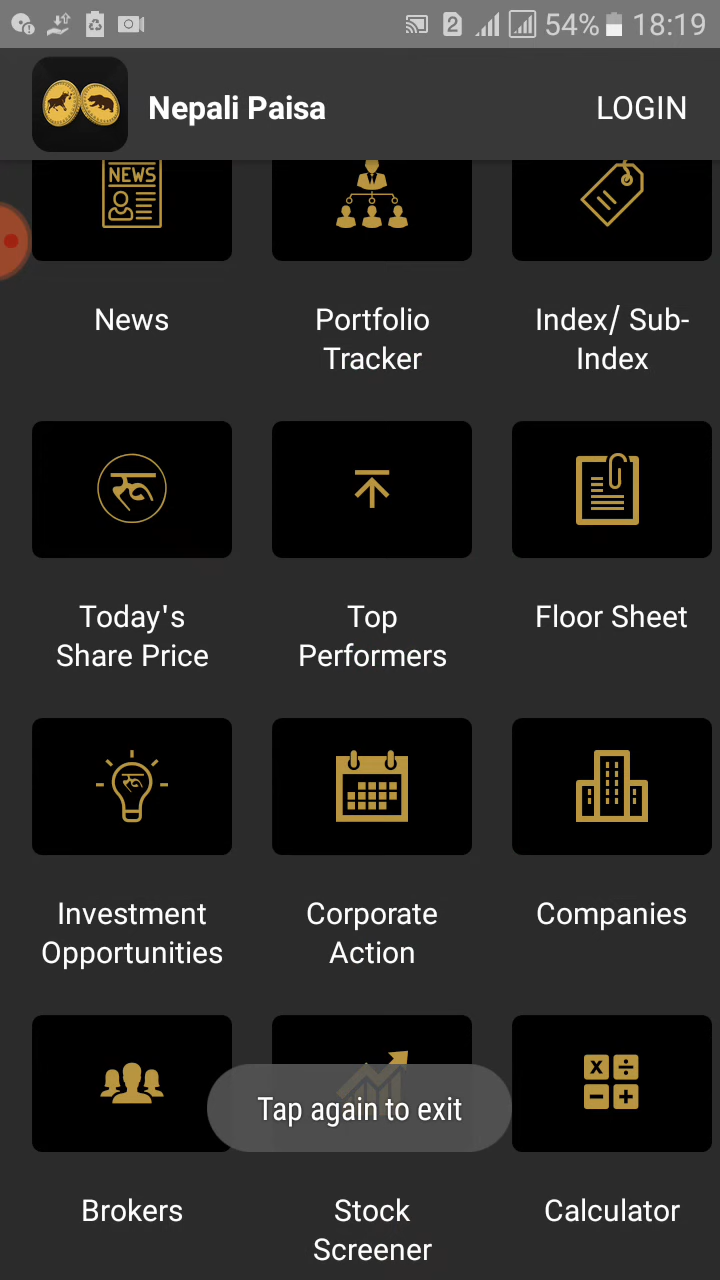 2 54% 18:19
Nepali Paisa LOGIN
NEWS
News
Portfolio
Tracker
Index/ Sub-
Index
रू
Today's
Share Price
Top
Performers
Floor Sheet
रू
Investment
Opportunities
Corporate
Action
Companies
x ÷
- +
Tap again to exit
Brokers
Stock
Screener
Calculator